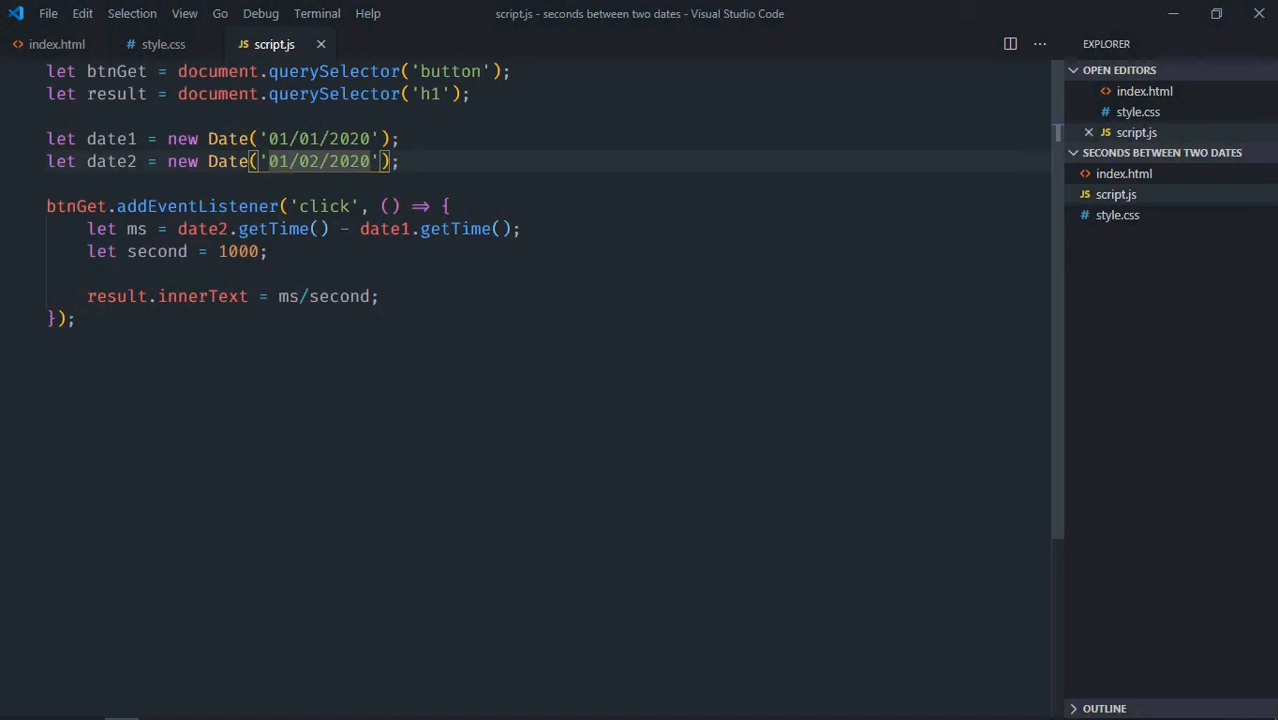 File Edit Selection View Go Debug Terminal Help script.js - seconds between two dates - Visual Studio Code
index.html style.css JS script.js
let btnGet = document.querySelector('button');
let result = document.querySelector('h1');
let date1 = new Date('01/01/2020');
let date2 = new Date('01/02/2020');
btnGet.addEventListener('click', () => {
let ms = date2.getTime() - date1.getTime();
let second = 1000;
result.innerText = ms/second;
});
EXPLORER
OPEN EDITORS
index.html
style.css
JS script.js
SECONDS BETWEEN TWO DATES
index.html
JS script.js
style.css
OUTLINE